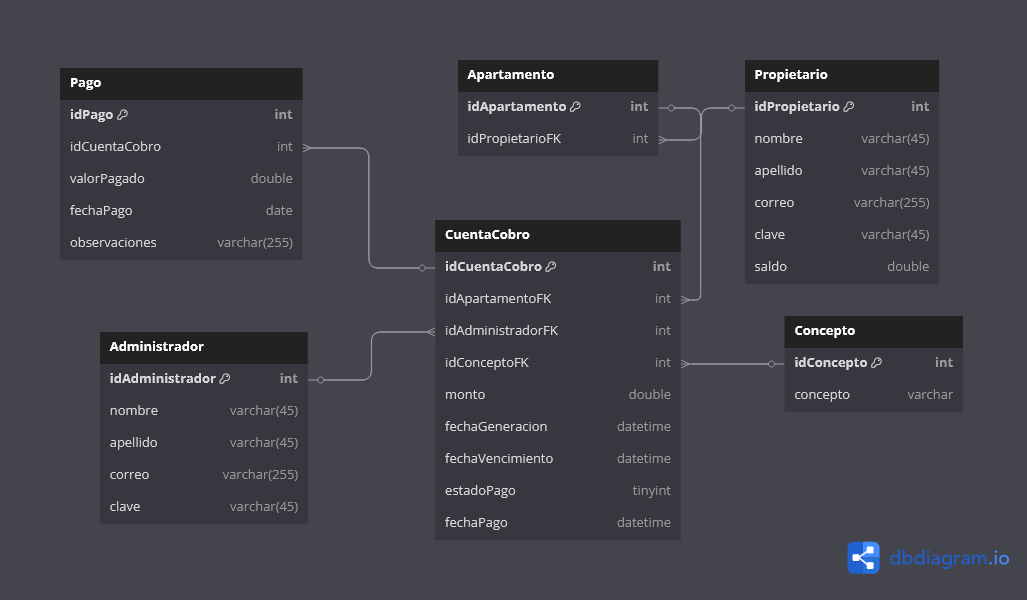 Pago
idPago int
idCuentaCobro int
valorPagado double
fechaPago date
observaciones varchar(255)
Apartamento
idApartamento int
idPropietarioFK int
Propietario
idPropietario int
nombre varchar(45)
apellido varchar(45)
correo varchar(255)
clave varchar(45)
saldo double
CuentaCobro
idCuentaCobro int
idApartamentoFK int
idAdministradorFK int
idConceptoFK int
monto double
fechaGeneracion datetime
fechaVencimiento datetime
estadoPago tinyint
fechaPago datetime
Administrador
idAdministrador int
nombre varchar(45)
apellido varchar(45)
correo varchar(255)
clave varchar(45)
Concepto
idConcepto int
concepto varchar
dbdiagram.io